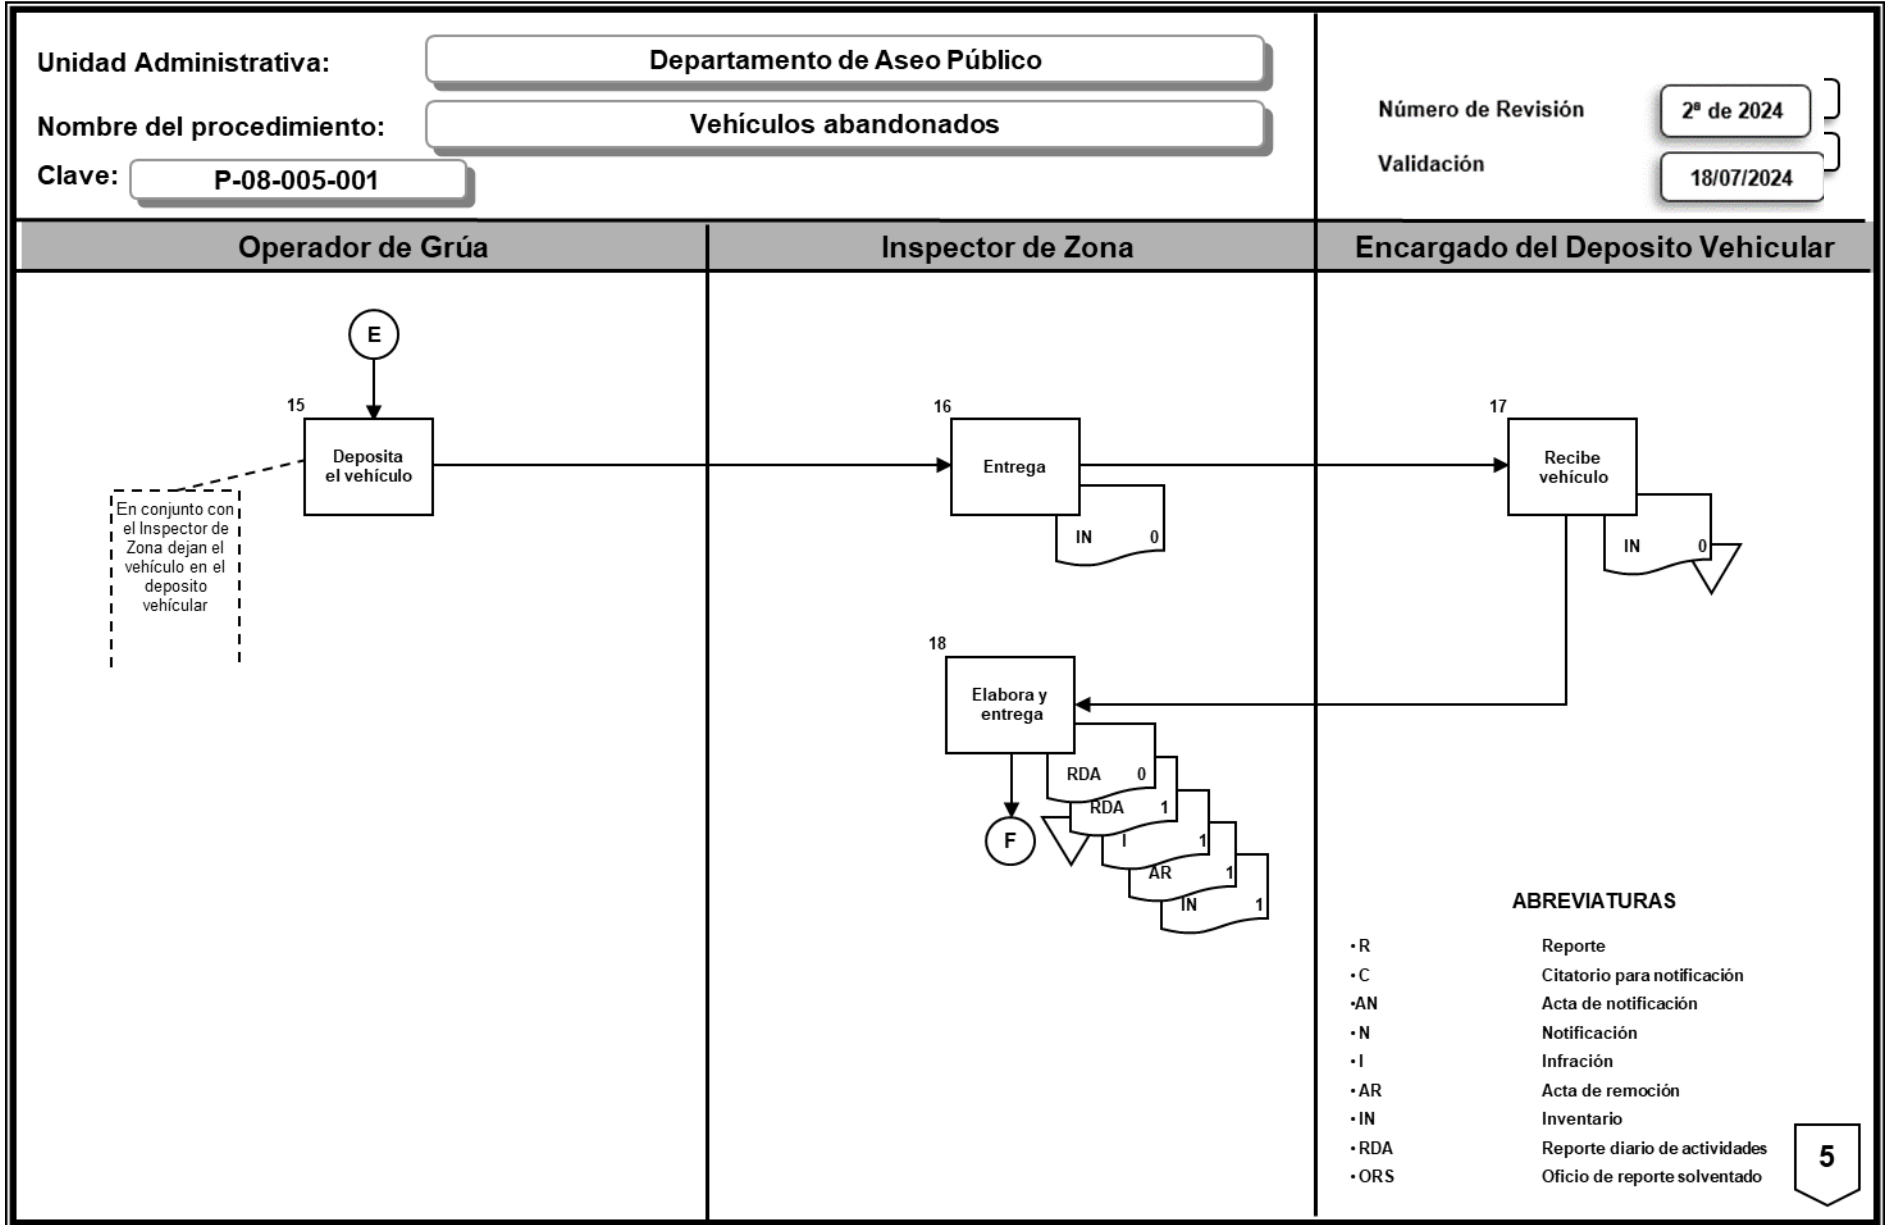 Unidad Administrativa:
Departamento de Aseo Público
Nombre del procedimiento:
Vehículos abandonados
Clave:
P-08-005-001
Número de Revisión
2ª de 2024
Validación
18/07/2024
Operador de Grúa
Inspector de Zona
Encargado del Deposito Vehicular
E
15
Deposita
el vehículo
En conjunto con
el Inspector de
Zona dejan el
vehículo en el
deposito
vehícular
16
Entrega
IN 0
17
Recibe
vehículo
IN 0
18
Elabora y
entrega
RDA 0
RDA 1
I 1
AR 1
IN 1
F
ABREVIATURAS
• R Reporte
• C Citatorio para notificación
•AN Acta de notificación
• N Notificación
• I Infración
• AR Acta de remoción
• IN Inventario
• RDA Reporte diario de actividades
• ORS Oficio de reporte solventado
5